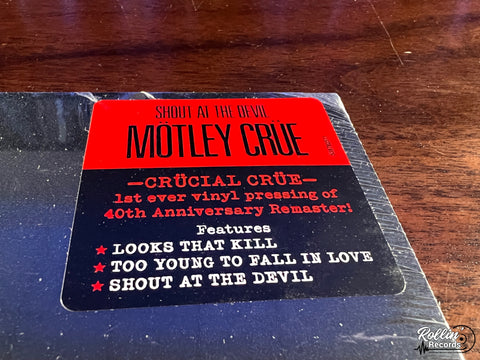 SHOUT AT THE DEVIL
MÖTLEY CRÜE
—CRÜCIAL CRÜE—
1st ever vinyl pressing of
40th Anniversary Remaster!
Features
★ LOOKS THAT KILL
★ TOO YOUNG TO FALL IN LOVE
★ SHOUT AT THE DEVIL
Rollin'
Records